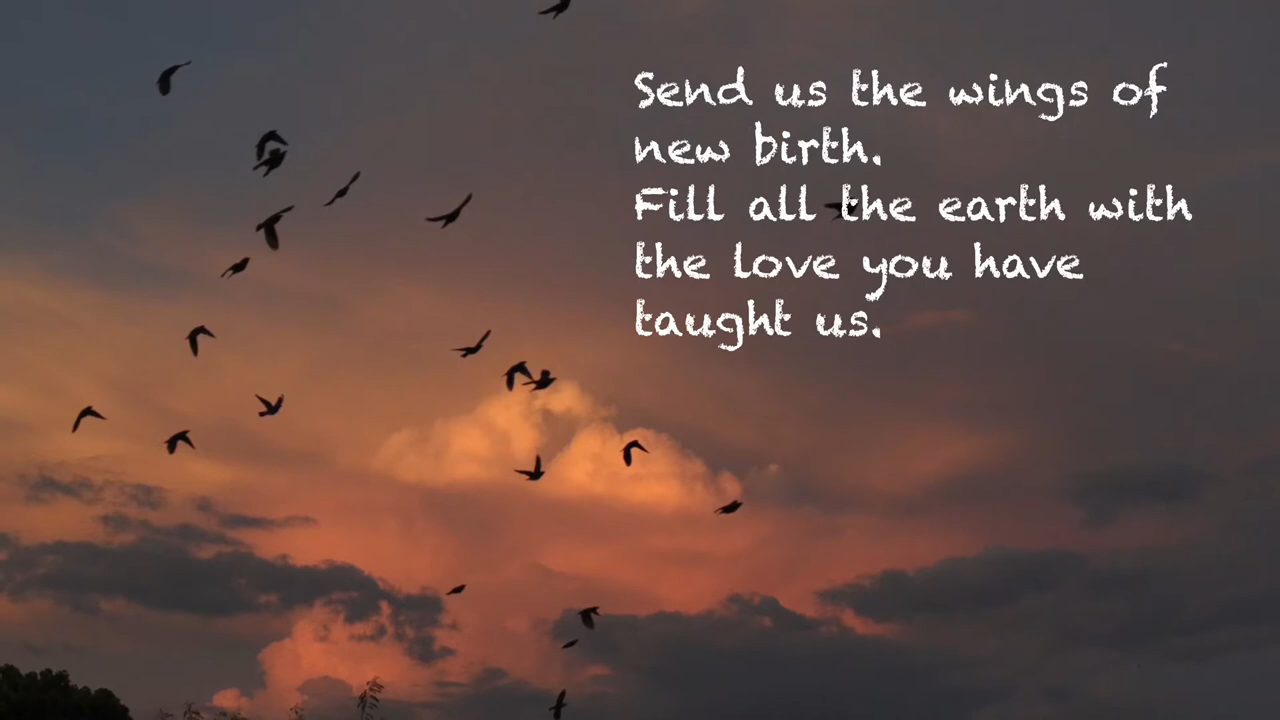 Send us the wings of
new birth.
Fill all the earth with
the love you have
taught us.